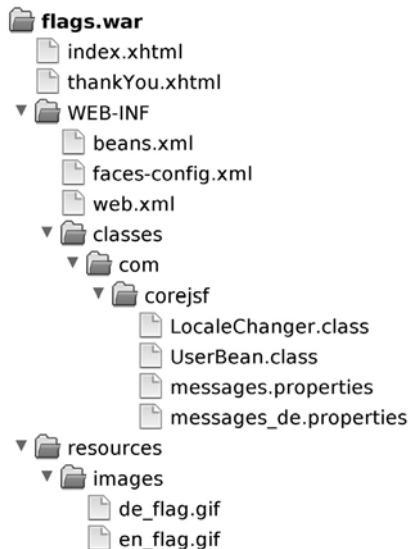 flags.war
index.xhtml
thankYou.xhtml
WEB-INF
beans.xml
faces-config.xml
web.xml
classes
com
corejsf
LocaleChanger.class
UserBean.class
messages.properties
messages_de.properties
resources
images
de_flag.gif
en_flag.gif